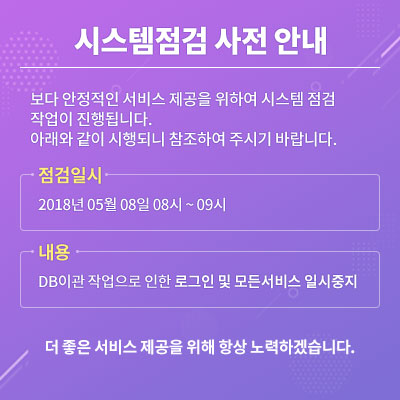 시스템점검 사전 안내
보다 안정적인 서비스 제공을 위하여 시스템 점검
작업이 진행됩니다.
아래와 같이 시행되니 참조하여 주시기 바랍니다.
점검일시
2018년 05월 08일 08시 ~ 09시
내용
DB이관 작업으로 인한 로그인 및 모든서비스 일시중지
더 좋은 서비스 제공을 위해 항상 노력하겠습니다.